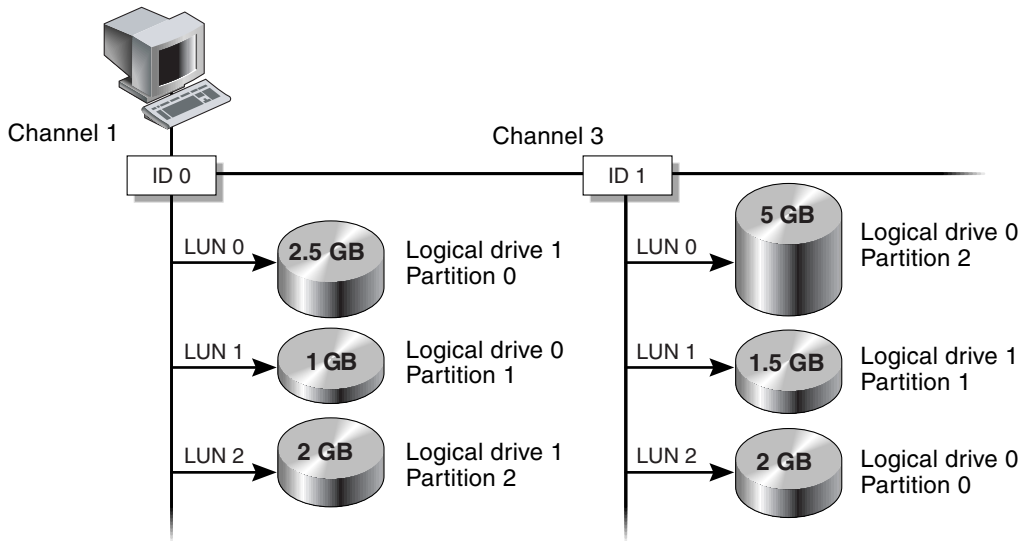 Channel 1
Channel 3
ID 0
ID 1
LUN 0
2.5 GB
Logical drive 1
Partition 0
LUN 1
1 GB
Logical drive 0
Partition 1
LUN 2
2 GB
Logical drive 1
Partition 2
LUN 0
5 GB
Logical drive 0
Partition 2
LUN 1
1.5 GB
Logical drive 1
Partition 1
LUN 2
2 GB
Logical drive 0
Partition 0